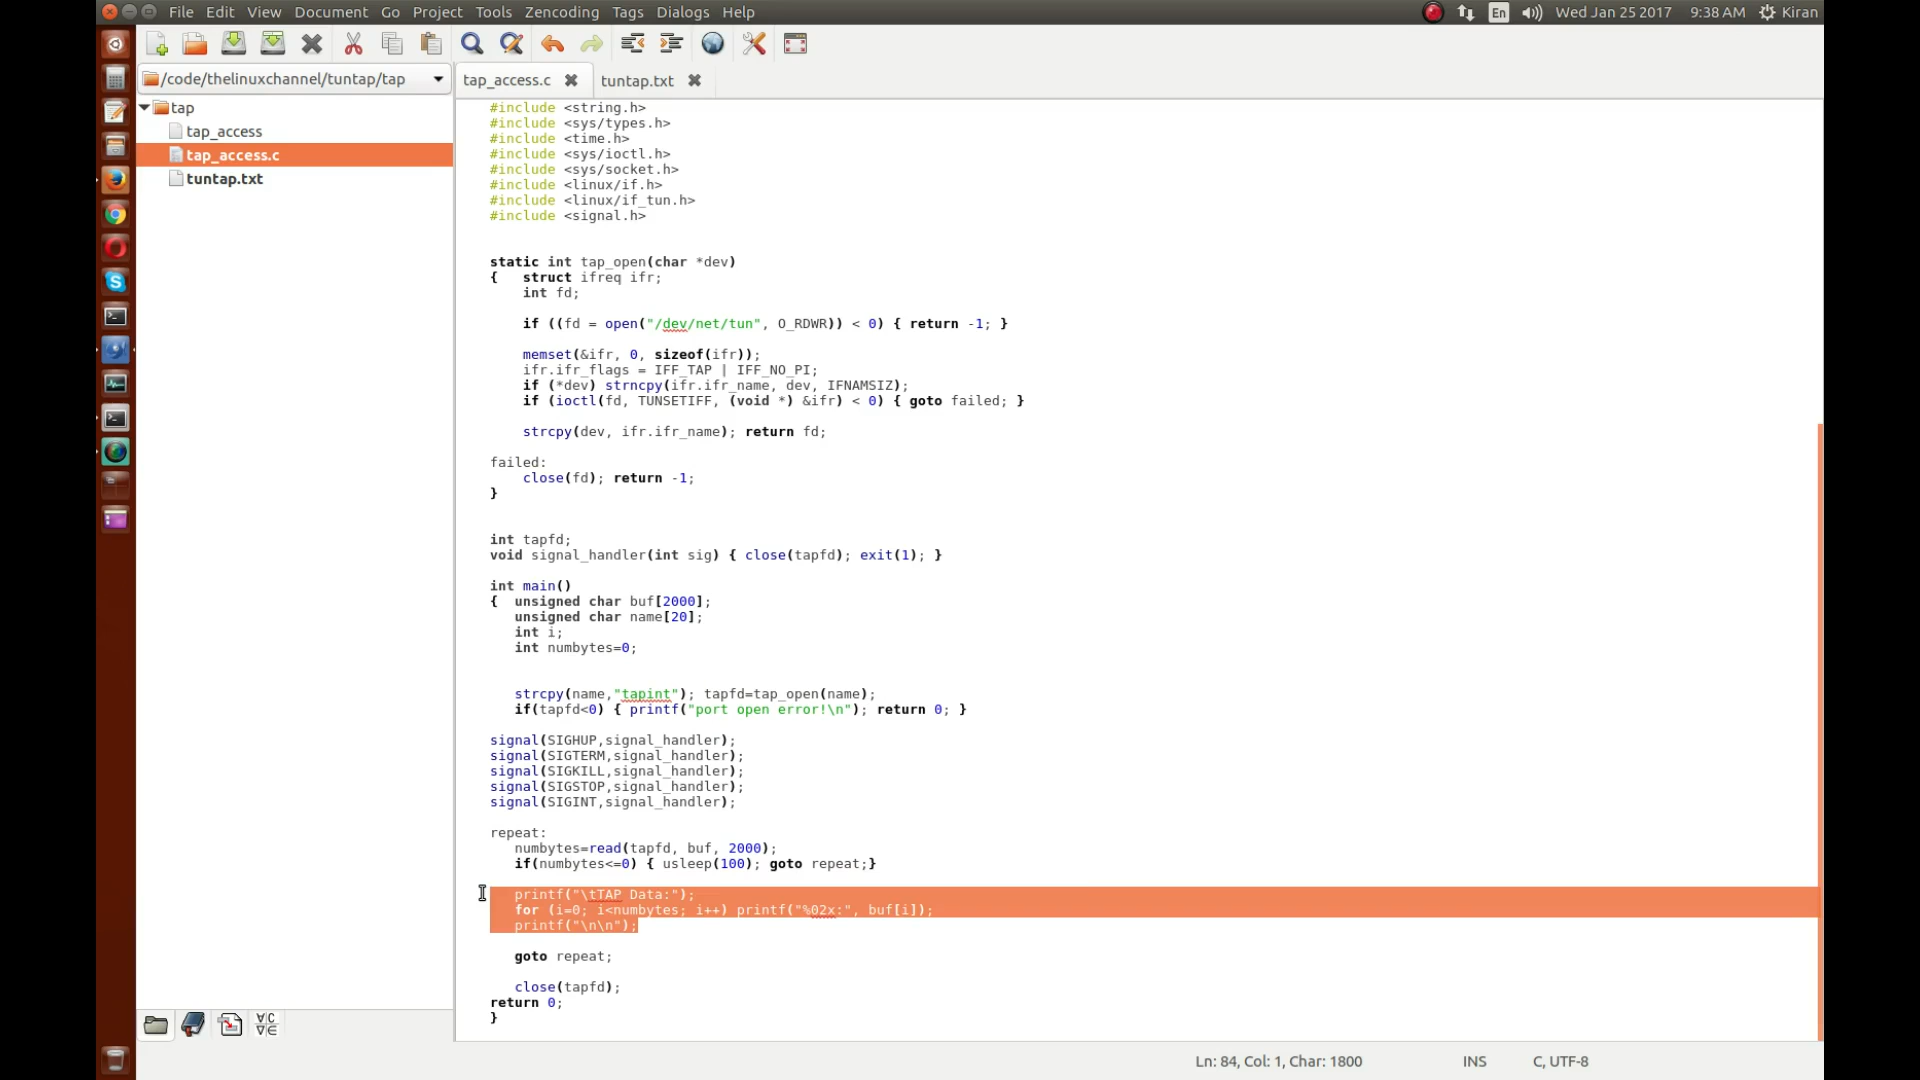 File Edit View Document Go Project Tools Zencoding Tags Dialogs Help
En Wed Jan 25 2017 9:38 AM Kiran
/code/thelinuxchannel/tuntap/tap
tap
tap_access
tap_access.c
tuntap.txt
tap_access.c tuntap.txt
#include <string.h>
#include <sys/types.h>
#include <time.h>
#include <sys/ioctl.h>
#include <sys/socket.h>
#include <linux/if.h>
#include <linux/if_tun.h>
#include <signal.h>
static int tap_open(char *dev)
{ struct ifreq ifr;
int fd;
if ((fd = open("/dev/net/tun", O_RDWR)) < 0) { return -1; }
memset(&ifr, 0, sizeof(ifr));
ifr.ifr_flags = IFF_TAP | IFF_NO_PI;
if (*dev) strncpy(ifr.ifr_name, dev, IFNAMSIZ);
if (ioctl(fd, TUNSETIFF, (void *) &ifr) < 0) { goto failed; }
strcpy(dev, ifr.ifr_name); return fd;
failed:
close(fd); return -1;
}
int tapfd;
void signal_handler(int sig) { close(tapfd); exit(1); }
int main()
{ unsigned char buf[2000];
unsigned char name[20];
int i;
int numbytes=0;
strcpy(name,"tapint"); tapfd=tap_open(name);
if(tapfd<0) { printf("port open error!\n"); return 0; }
signal(SIGHUP,signal_handler);
signal(SIGTERM,signal_handler);
signal(SIGKILL,signal_handler);
signal(SIGSTOP,signal_handler);
signal(SIGINT,signal_handler);
repeat:
numbytes=read(tapfd, buf, 2000);
if(numbytes<=0) { usleep(100); goto repeat;}
printf("\tTAP Data:");
for (i=0; i<numbytes; i++) printf("%02x:", buf[i]);
printf("\n\n");
goto repeat;
close(tapfd);
return 0;
}
Ln: 84, Col: 1, Char: 1800 INS C, UTF-8